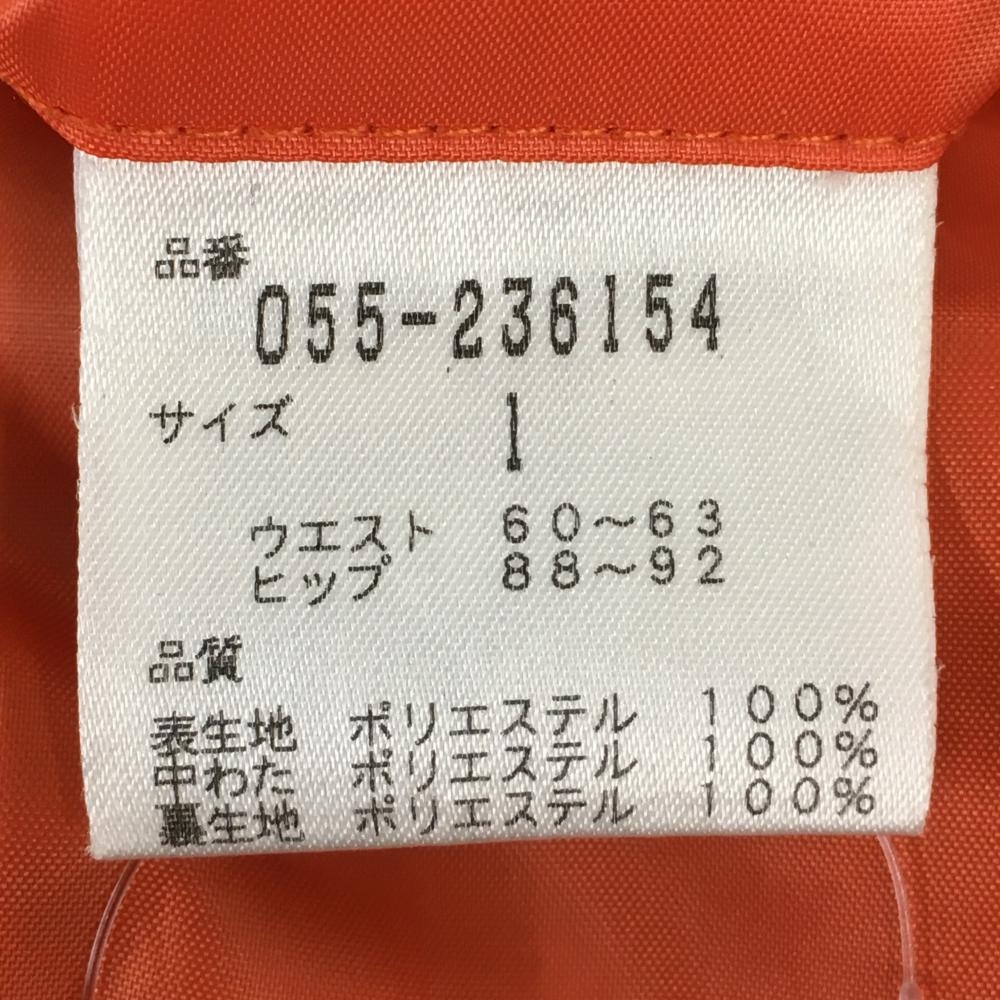 品番
055-236154
サイズ 1
ウエスト 60～63
ヒップ 88～92
品質
表生地 ポリエステル 100%
中わた ポリエステル 100%
裏生地 ポリエステル 100%